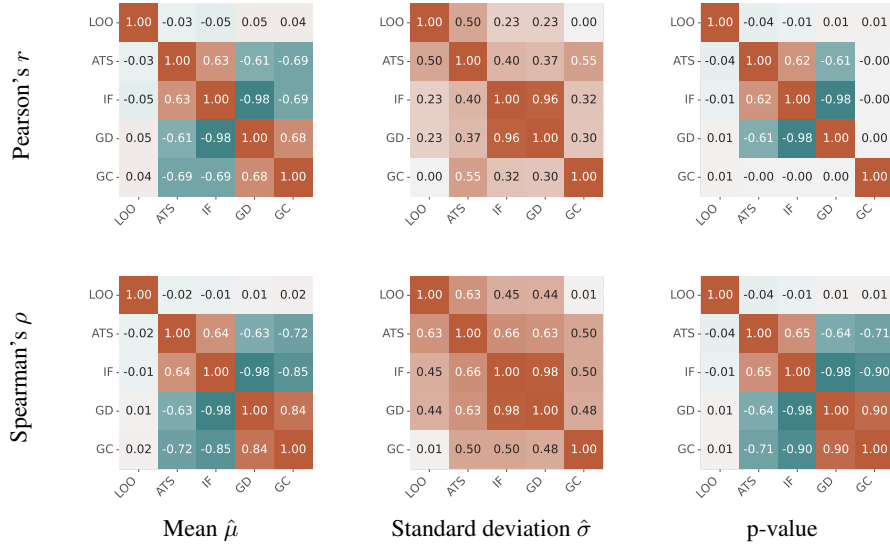 Pearson's r
LOO 1.00 -0.03 -0.05 0.05 0.04
ATS -0.03 1.00 0.63 -0.61 -0.69
IF -0.05 0.63 1.00 -0.98 -0.69
GD 0.05 -0.61 -0.98 1.00 0.68
GC 0.04 -0.69 -0.69 0.68 1.00
LOO ATS IF GD GC
LOO 1.00 0.50 0.23 0.23 0.00
ATS 0.50 1.00 0.40 0.37 0.55
IF 0.23 0.40 1.00 0.96 0.32
GD 0.23 0.37 0.96 1.00 0.30
GC 0.00 0.55 0.32 0.30 1.00
LOO ATS IF GD GC
LOO 1.00 -0.04 -0.01 0.01 0.01
ATS -0.04 1.00 0.62 -0.61 -0.00
IF -0.01 0.62 1.00 -0.98 -0.00
GD 0.01 -0.61 -0.98 1.00 0.00
GC 0.01 -0.00 -0.00 0.00 1.00
LOO ATS IF GD GC
Spearman's ρ
LOO 1.00 -0.02 -0.01 0.01 0.02
ATS -0.02 1.00 0.64 -0.63 -0.72
IF -0.01 0.64 1.00 -0.98 -0.85
GD 0.01 -0.63 -0.98 1.00 0.84
GC 0.02 -0.72 -0.85 0.84 1.00
LOO ATS IF GD GC
LOO 1.00 0.63 0.45 0.44 0.01
ATS 0.63 1.00 0.66 0.63 0.50
IF 0.45 0.66 1.00 0.98 0.50
GD 0.44 0.63 0.98 1.00 0.48
GC 0.01 0.50 0.50 0.48 1.00
LOO ATS IF GD GC
LOO 1.00 -0.04 -0.01 0.01 0.01
ATS -0.04 1.00 0.65 -0.64 -0.71
IF -0.01 0.65 1.00 -0.98 -0.90
GD 0.01 -0.64 -0.98 1.00 0.90
GC 0.01 -0.71 -0.90 0.90 1.00
LOO ATS IF GD GC
Mean μ̂
Standard deviation σ̂
p-value